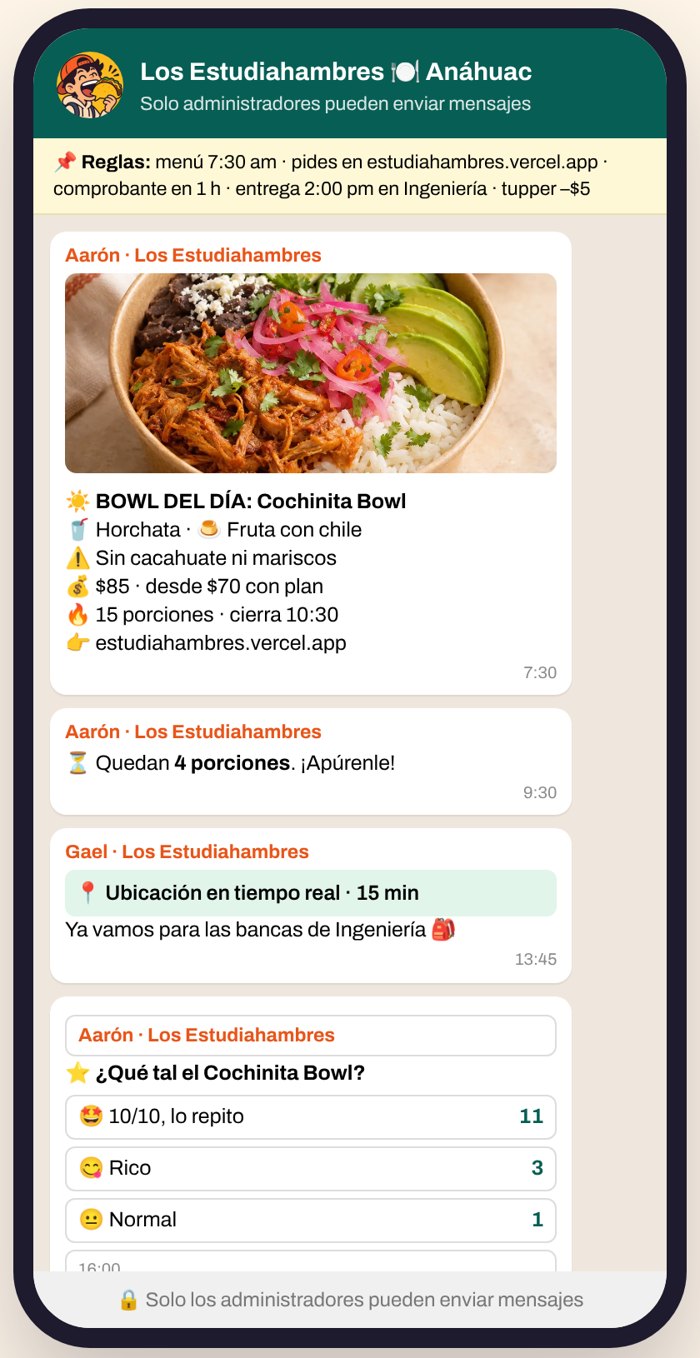 Los Estudiahambres 🍽️ Anáhuac
Solo administradores pueden enviar mensajes
📌 Reglas: menú 7:30 am · pides en estudiahambres.vercel.app ·
comprobante en 1 h · entrega 2:00 pm en Ingeniería · tupper –$5
Aarón · Los Estudiahambres
☀️ BOWL DEL DÍA: Cochinita Bowl
🥤 Horchata · 🍮 Fruta con chile
⚠️ Sin cacahuate ni mariscos
💰 $85 · desde $70 con plan
🔥 15 porciones · cierra 10:30
👉 estudiahambres.vercel.app
7:30
Aarón · Los Estudiahambres
⏳ Quedan 4 porciones. ¡Apúrenle!
9:30
Gael · Los Estudiahambres
📍 Ubicación en tiempo real · 15 min
Ya vamos para las bancas de Ingeniería 🎒
13:45
Aarón · Los Estudiahambres
⭐ ¿Qué tal el Cochinita Bowl?
🤩 10/10, lo repito 11
😋 Rico 3
😐 Normal 1
16:00
🔒 Solo los administradores pueden enviar mensajes